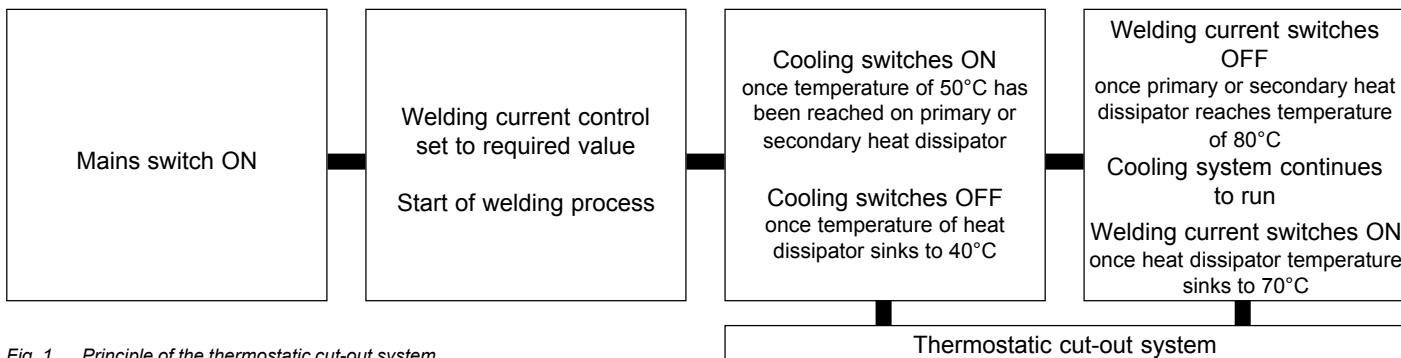 Mains switch ON
Welding current control
set to required value
Start of welding process
Cooling switches ON
once temperature of 50°C has
been reached on primary or
secondary heat dissipator
Cooling switches OFF
once temperature of heat
dissipator sinks to 40°C
Welding current switches
OFF
once primary or secondary heat
dissipator reaches temperature
of 80°C
Cooling system continues
to run
Welding current switches ON
once heat dissipator temperature
sinks to 70°C
Thermostatic cut-out system
Fig. 1 Principle of the thermostatic cut-out system